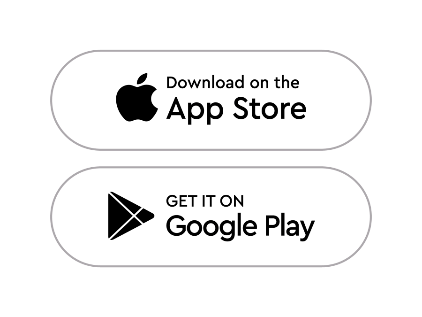 Download on the
App Store
GET IT ON
Google Play